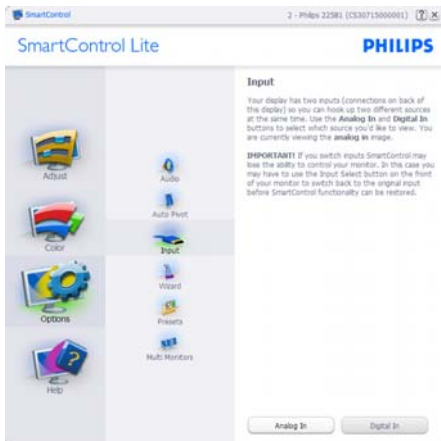 SmartControl
2 - Philips 225B1 (CS30715000001)
SmartControl Lite
PHILIPS
Adjust
Color
Options
Help
Audio
Auto Pivot
Input
Wizard
Presets
Multi Monitors
Input
Your display has two inputs (connections on back of
this display) so you can hook up two different sources
at the same time. Use the Analog In and Digital In
buttons to select which source you'd like to view. You
are currently viewing the analog in image.
IMPORTANT! If you switch inputs SmartControl may
lose the ability to control your monitor. In this case you
may have to use the Input Select button on the front
of your monitor to switch back to the original input
before SmartControl functionality can be restored.
Analog In
Digital In